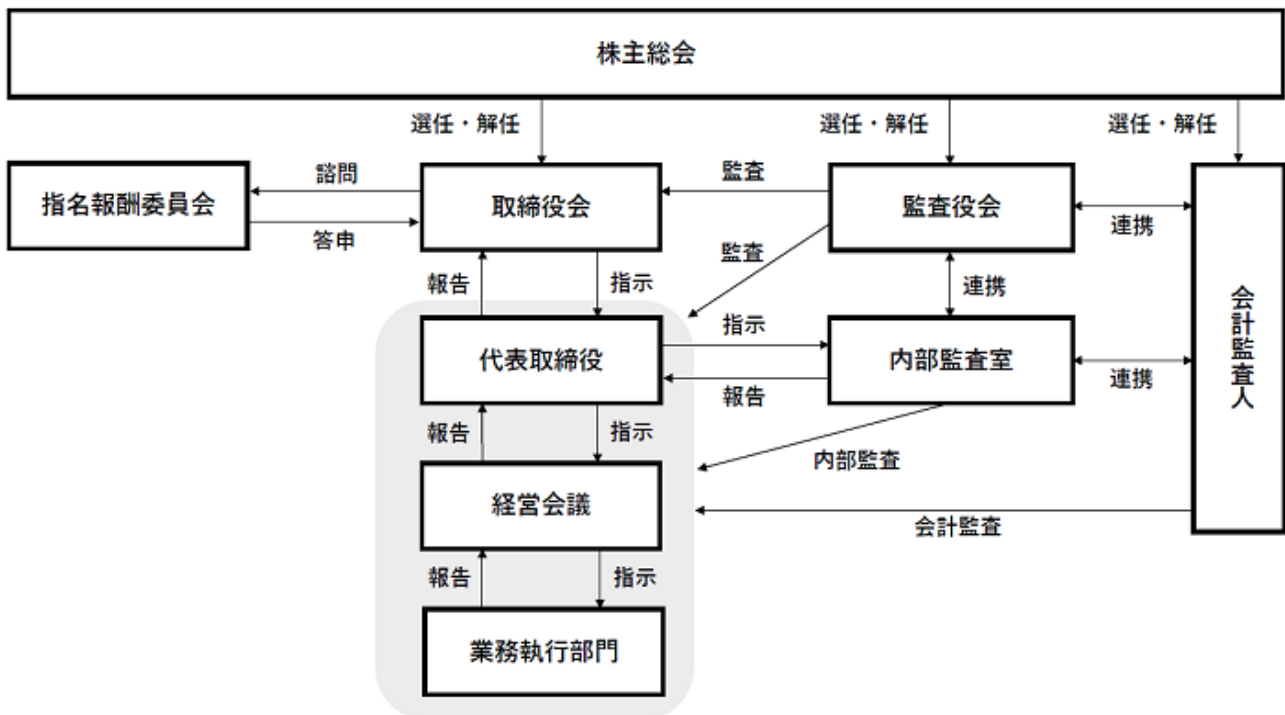 株主総会
選任・解任
選任・解任
選任・解任
指名報酬委員会
諮問
答申
取締役会
監査
監査
監査役会
連携
会計監査人
報告
指示
連携
代表取締役
指示
報告
内部監査室
連携
報告
指示
内部監査
経営会議
会計監査
報告
指示
業務執行部門